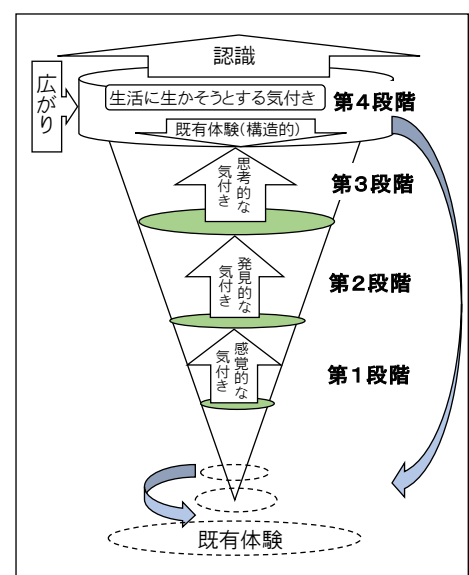 認識
広がり
生活に生かそうとする気付き
第4段階
既有体験(構造的)
思考的な
気付き
第3段階
発見的な
気付き
第2段階
感覚的な
気付き
第1段階
既有体験